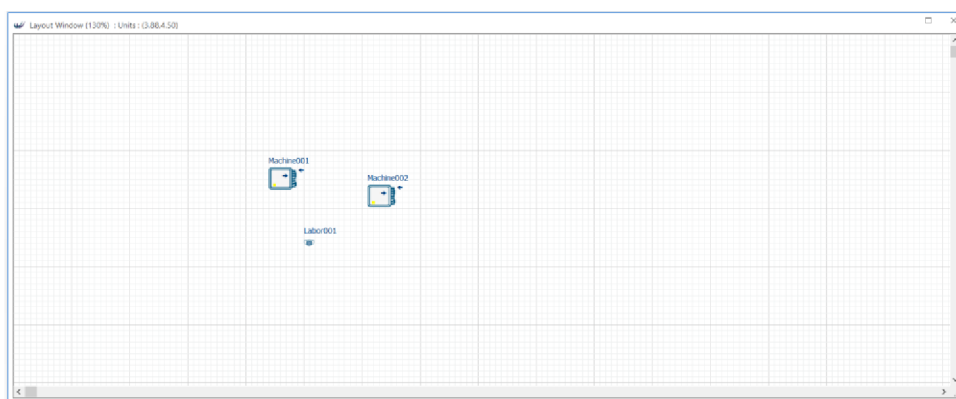 Layout Window (130%) : Units : (3.88,4.50)
Machine001
Machine002
Labor001